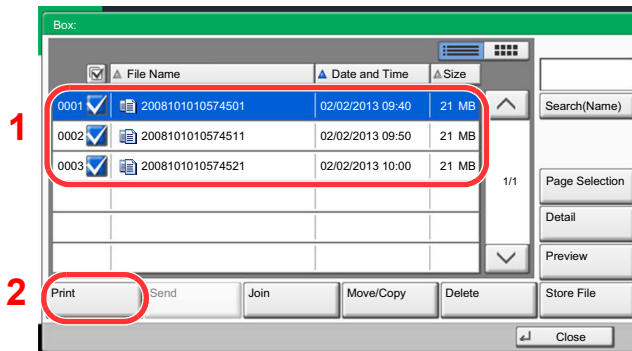 Box:
File Name Date and Time Size
1
0001 2008101010574501 02/02/2013 09:40 21 MB
Search(Name)
0002 2008101010574511 02/02/2013 09:50 21 MB
0003 2008101010574521 02/02/2013 10:00 21 MB
1/1
Page Selection
Detail
Preview
2
Print Send Join Move/Copy Delete Store File
Close